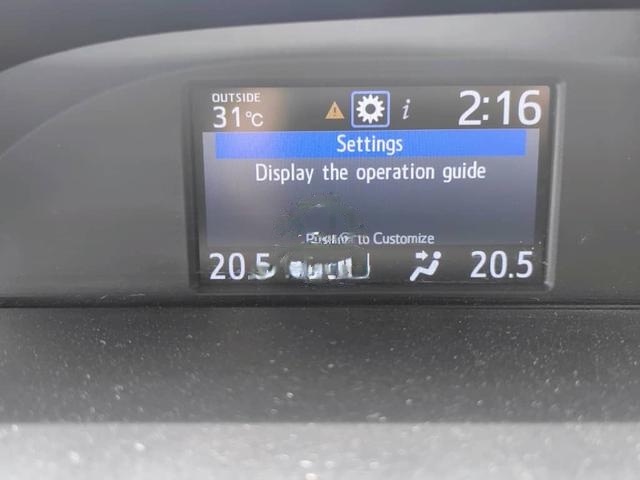 OUTSIDE
31°C
i
2:16
Settings
Display the operation guide
to Customize
20.5
20.5